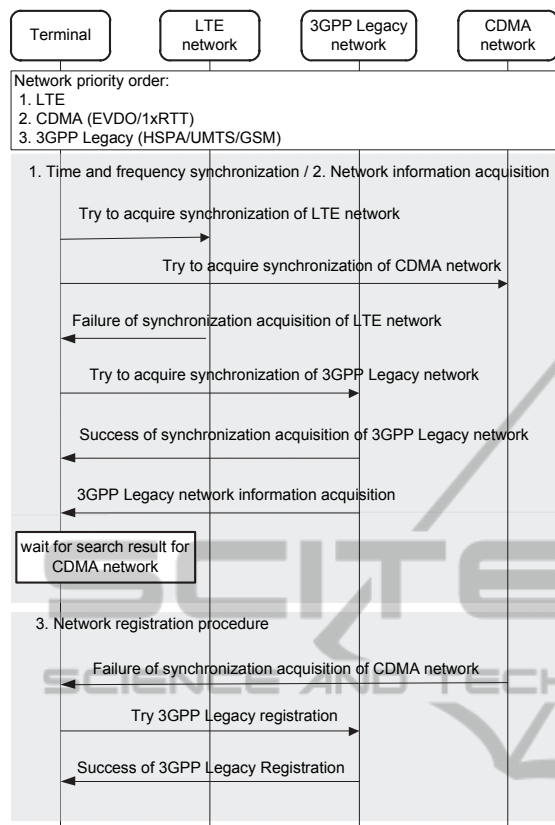 Terminal
LTE
network
3GPP Legacy
network
CDMA
network
Network priority order:
1. LTE
2. CDMA (EVDO/1xRTT)
3. 3GPP Legacy (HSPA/UMTS/GSM)
1. Time and frequency synchronization / 2. Network information acquisition
Try to acquire synchronization of LTE network
Try to acquire synchronization of CDMA network
Failure of synchronization acquisition of LTE network
Try to acquire synchronization of 3GPP Legacy network
Success of synchronization acquisition of 3GPP Legacy network
3GPP Legacy network information acquisition
wait for search result for
CDMA network
SCITE
3. Network registration procedure
Failure of synchronization acquisition of CDMA network
SCIENCE AND TECH
Try 3GPP Legacy registration
Success of 3GPP Legacy Registration